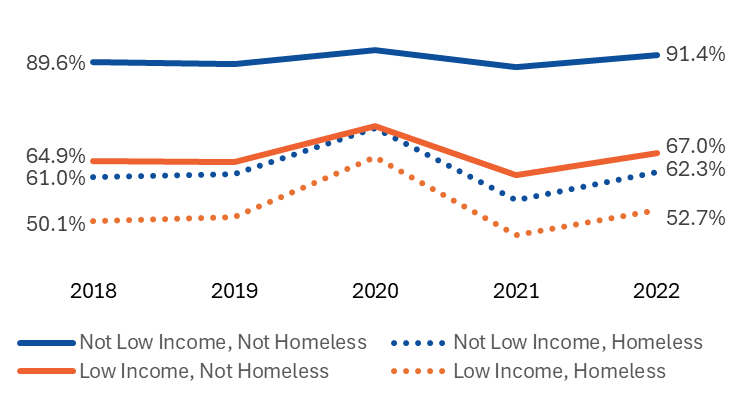 89.6%
91.4%
64.9%
67.0%
61.0%
62.3%
50.1%
52.7%
2018 2019 2020 2021 2022
Not Low Income, Not Homeless Not Low Income, Homeless
Low Income, Not Homeless Low Income, Homeless